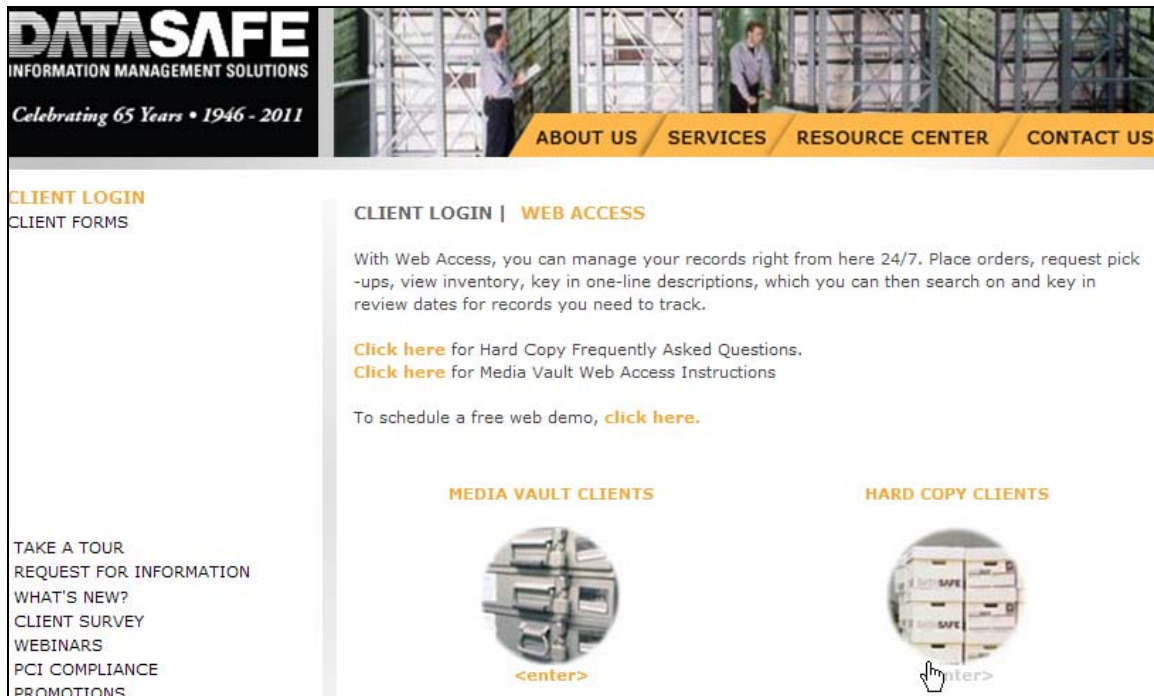 DATASAFE
INFORMATION MANAGEMENT SOLUTIONS
Celebrating 65 Years • 1946 - 2011
ABOUT US
SERVICES
RESOURCE CENTER
CONTACT US
CLIENT LOGIN
CLIENT FORMS
CLIENT LOGIN | WEB ACCESS
With Web Access, you can manage your records right from here 24/7. Place orders, request pick
-ups, view inventory, key in one-line descriptions, which you can then search on and key in
review dates for records you need to track.
Click here for Hard Copy Frequently Asked Questions.
Click here for Media Vault Web Access Instructions
To schedule a free web demo, click here.
MEDIA VAULT CLIENTS
<enter>
HARD COPY CLIENTS
DATASAFE
DATASAFE
TAKE A TOUR
REQUEST FOR INFORMATION
WHAT'S NEW?
CLIENT SURVEY
WEBINARS
PCI COMPLIANCE
PROMOTIONS